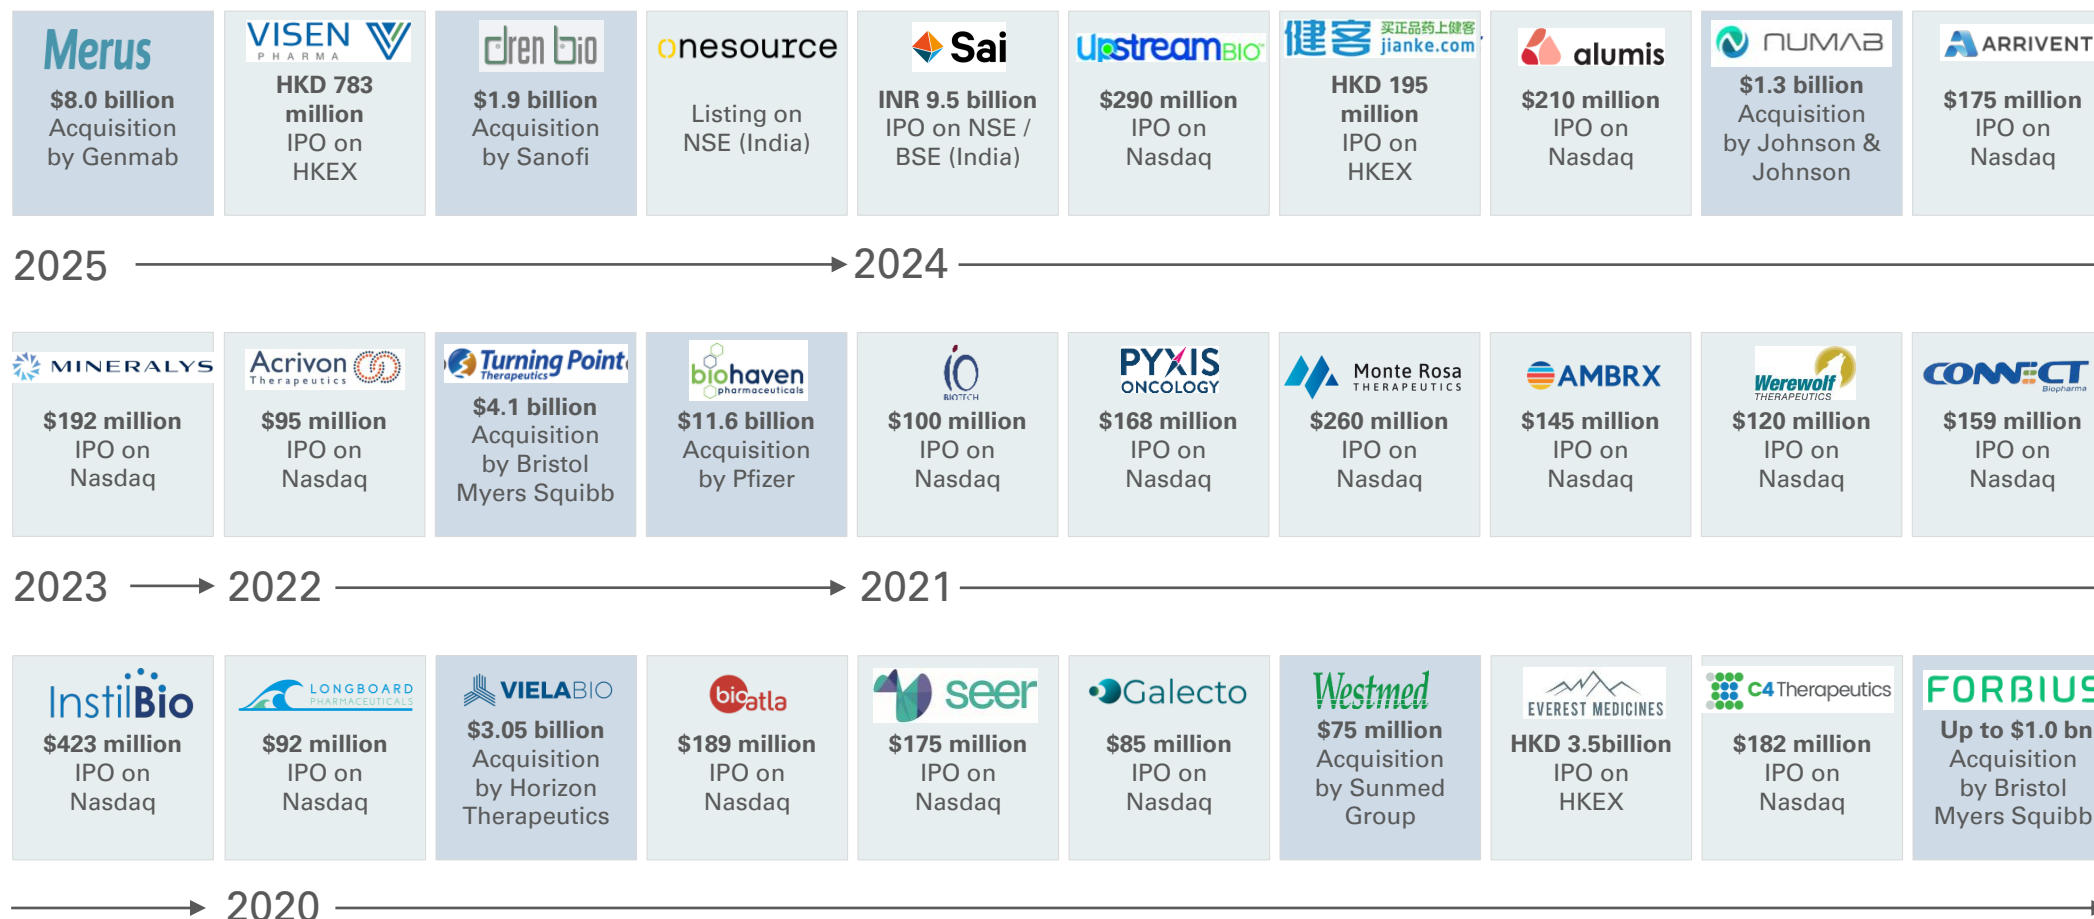 Merus
$8.0 billion
Acquisition
by Genmab
VISEN
PHARMA
HKD 783
million
IPO on
HKEX
dren bio
$1.9 billion
Acquisition
by Sanofi
onesource
Listing on
NSE (India)
Sai
INR 9.5 billion
IPO on NSE /
BSE (India)
UpstreamBIO
$290 million
IPO on
Nasdaq
健客 买正品药上健客
jianke.com
HKD 195
million
IPO on
HKEX
alumis
$210 million
IPO on
Nasdaq
NUMAB
$1.3 billion
Acquisition
by Johnson &
Johnson
ARRIVENT
$175 million
IPO on
Nasdaq
2025
2024
MINERALYS
$192 million
IPO on
Nasdaq
Acrivon
Therapeutics
$95 million
IPO on
Nasdaq
Turning Point
Therapeutics
$4.1 billion
Acquisition
by Bristol
Myers Squibb
biohaven
pharmaceuticals
$11.6 billion
Acquisition
by Pfizer
iO
BIOTECH
$100 million
IPO on
Nasdaq
PYXIS
ONCOLOGY
$168 million
IPO on
Nasdaq
Monte Rosa
THERAPEUTICS
$260 million
IPO on
Nasdaq
AMBRX
$145 million
IPO on
Nasdaq
Werewolf
THERAPEUTICS
$120 million
IPO on
Nasdaq
CONNECT
Biopharma
$159 million
IPO on
Nasdaq
2023
2022
2021
InstilBio
$423 million
IPO on
Nasdaq
LONGBOARD
PHARMACEUTICALS
$92 million
IPO on
Nasdaq
VIELABIO
$3.05 billion
Acquisition
by Horizon
Therapeutics
bioatla
$189 million
IPO on
Nasdaq
seer
$175 million
IPO on
Nasdaq
Galecto
$85 million
IPO on
Nasdaq
Westmed
$75 million
Acquisition
by Sunmed
Group
EVEREST MEDICINES
HKD 3.5billion
IPO on
HKEX
C4 Therapeutics
$182 million
IPO on
Nasdaq
FORBIUS
Up to $1.0 bn
Acquisition
by Bristol
Myers Squibb
2020